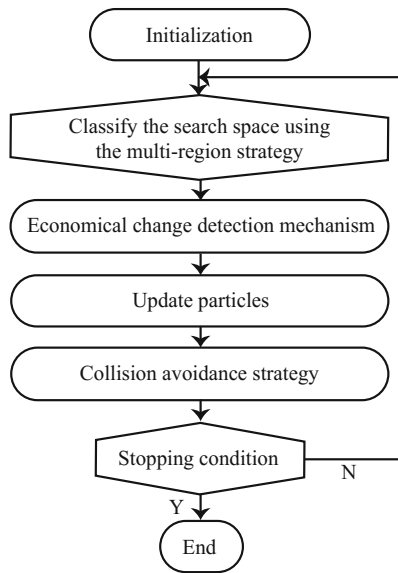 Initialization
Classify the search space using
the multi-region strategy
Economical change detection mechanism
Update particles
Collision avoidance strategy
Stopping condition
N
Y
End